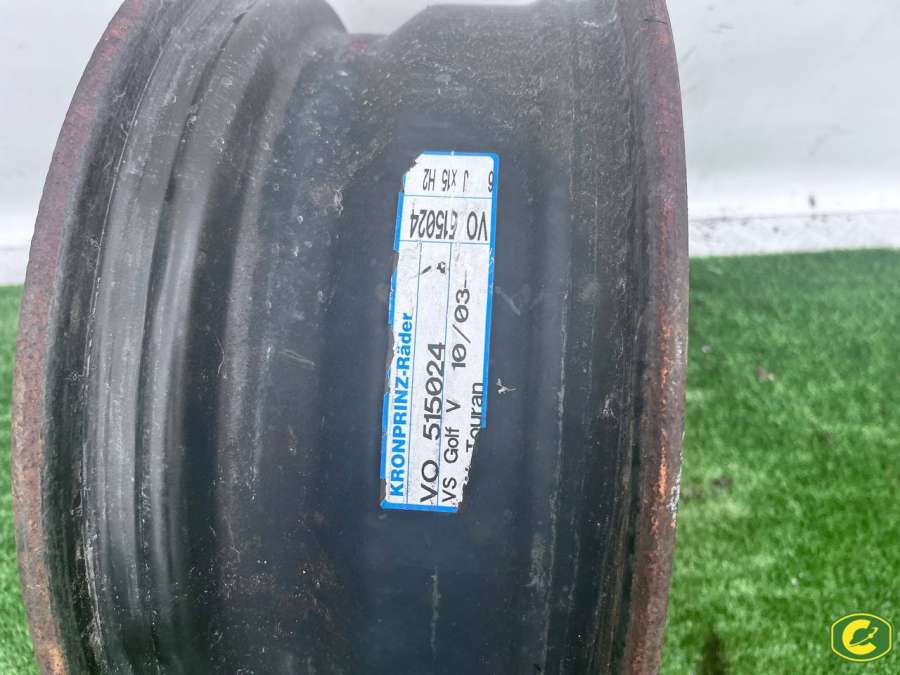 KRONPRINZ-Räder
VO 515024
VS Golf V 10/03-
Touran
VO 515024
6 J x15 H2